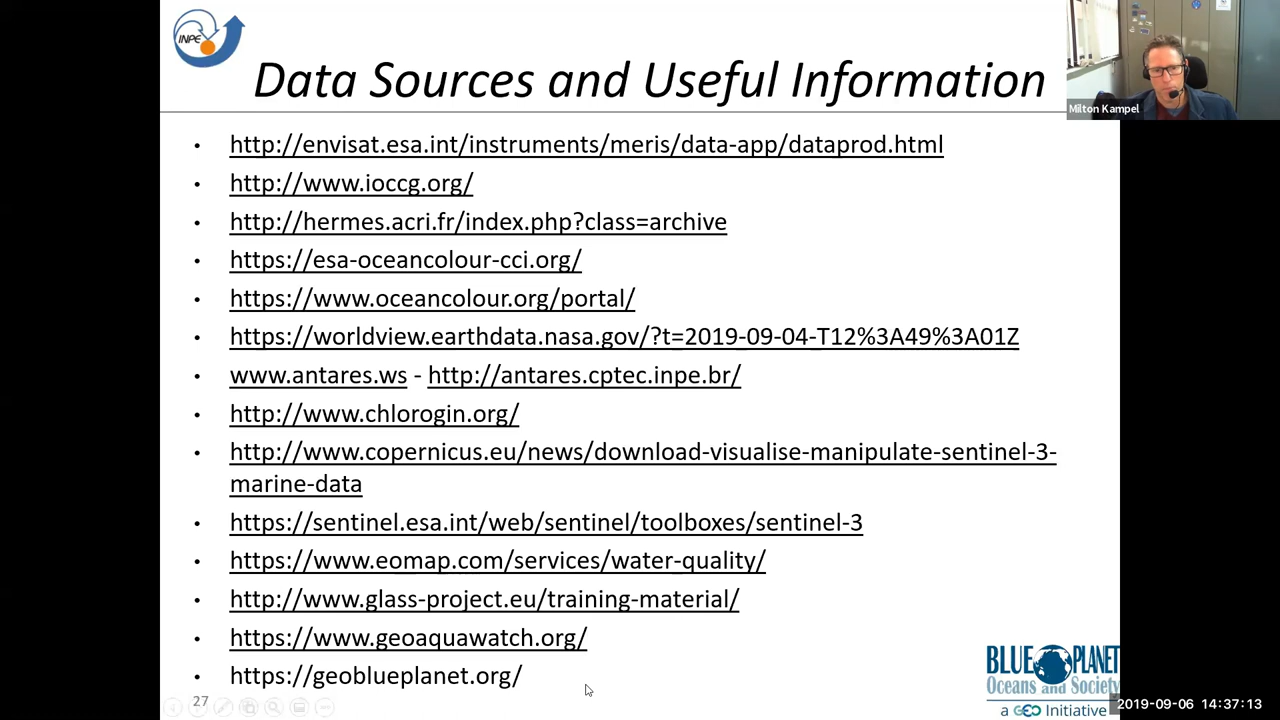 INPE
Data Sources and Useful Information
Milton Kampel
• http://envisat.esa.int/instruments/meris/data-app/dataprod.html
• http://www.ioccg.org/
• http://hermes.acri.fr/index.php?class=archive
• https://esa-oceancolour-cci.org/
• https://www.oceancolour.org/portal/
• https://worldview.earthdata.nasa.gov/?t=2019-09-04-T12%3A49%3A01Z
• www.antares.ws - http://antares.cptec.inpe.br/
• http://www.chlorogin.org/
• http://www.copernicus.eu/news/download-visualise-manipulate-sentinel-3-
marine-data
• https://sentinel.esa.int/web/sentinel/toolboxes/sentinel-3
• https://www.eomap.com/services/water-quality/
• http://www.glass-project.eu/training-material/
• https://www.geoaquawatch.org/
• https://geoblueplanet.org/
27
BLUE PLANET
Oceans and Society
a GEO Initiative
2019-09-06 14:37:13